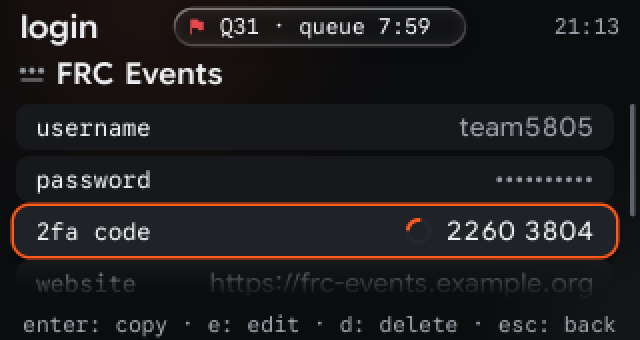 login Q31 · queue 7:59 21:13
FRC Events
username team5805
password ••••••••••
2fa code 2260 3804
website https://frc-events.example.org
enter: copy · e: edit · d: delete · esc: back